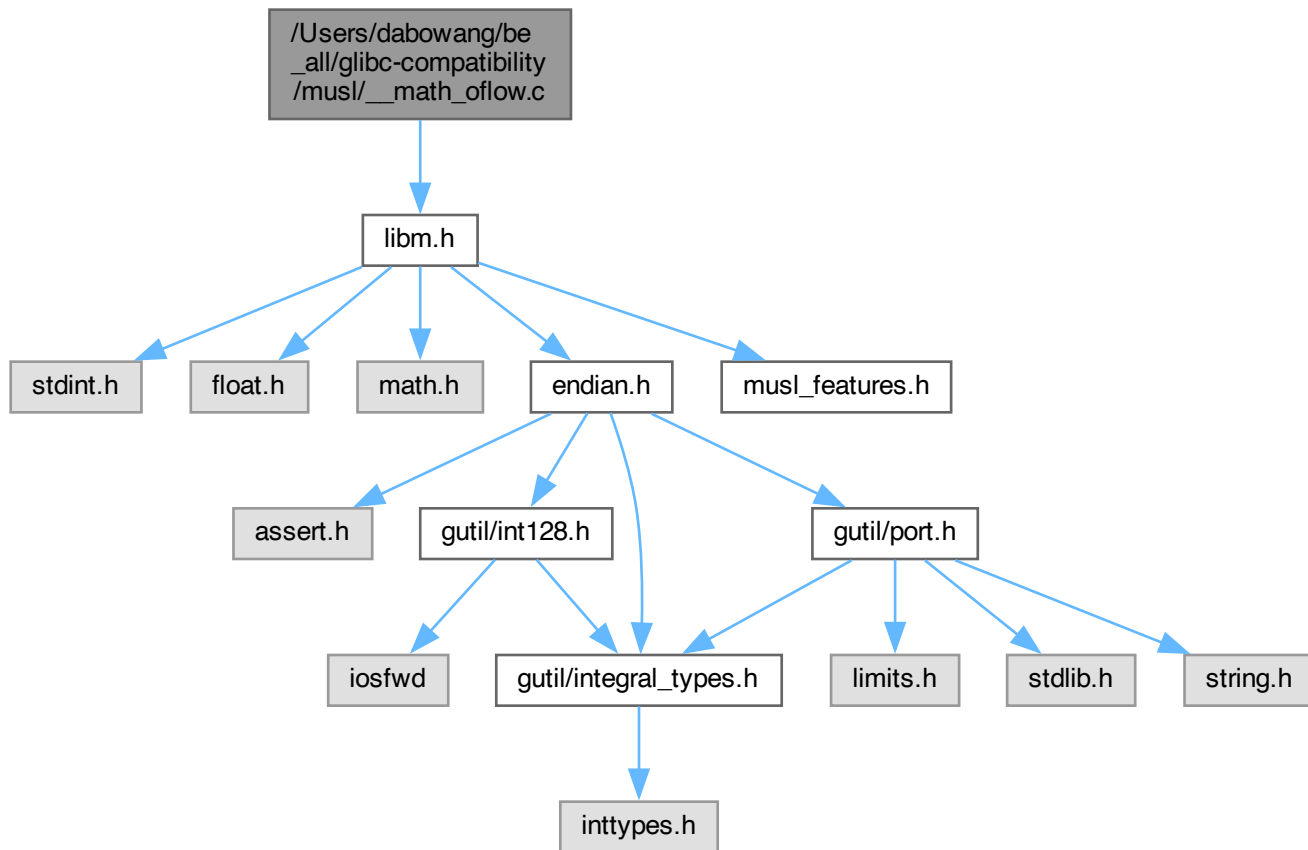 /Users/dabowang/be
_all/glibc-compatibility
/musl/__math_oflow.c
libm.h
stdint.h
float.h
math.h
endian.h
musl_features.h
assert.h
gutil/int128.h
gutil/port.h
iosfwd
gutil/integral_types.h
limits.h
stdlib.h
string.h
inttypes.h